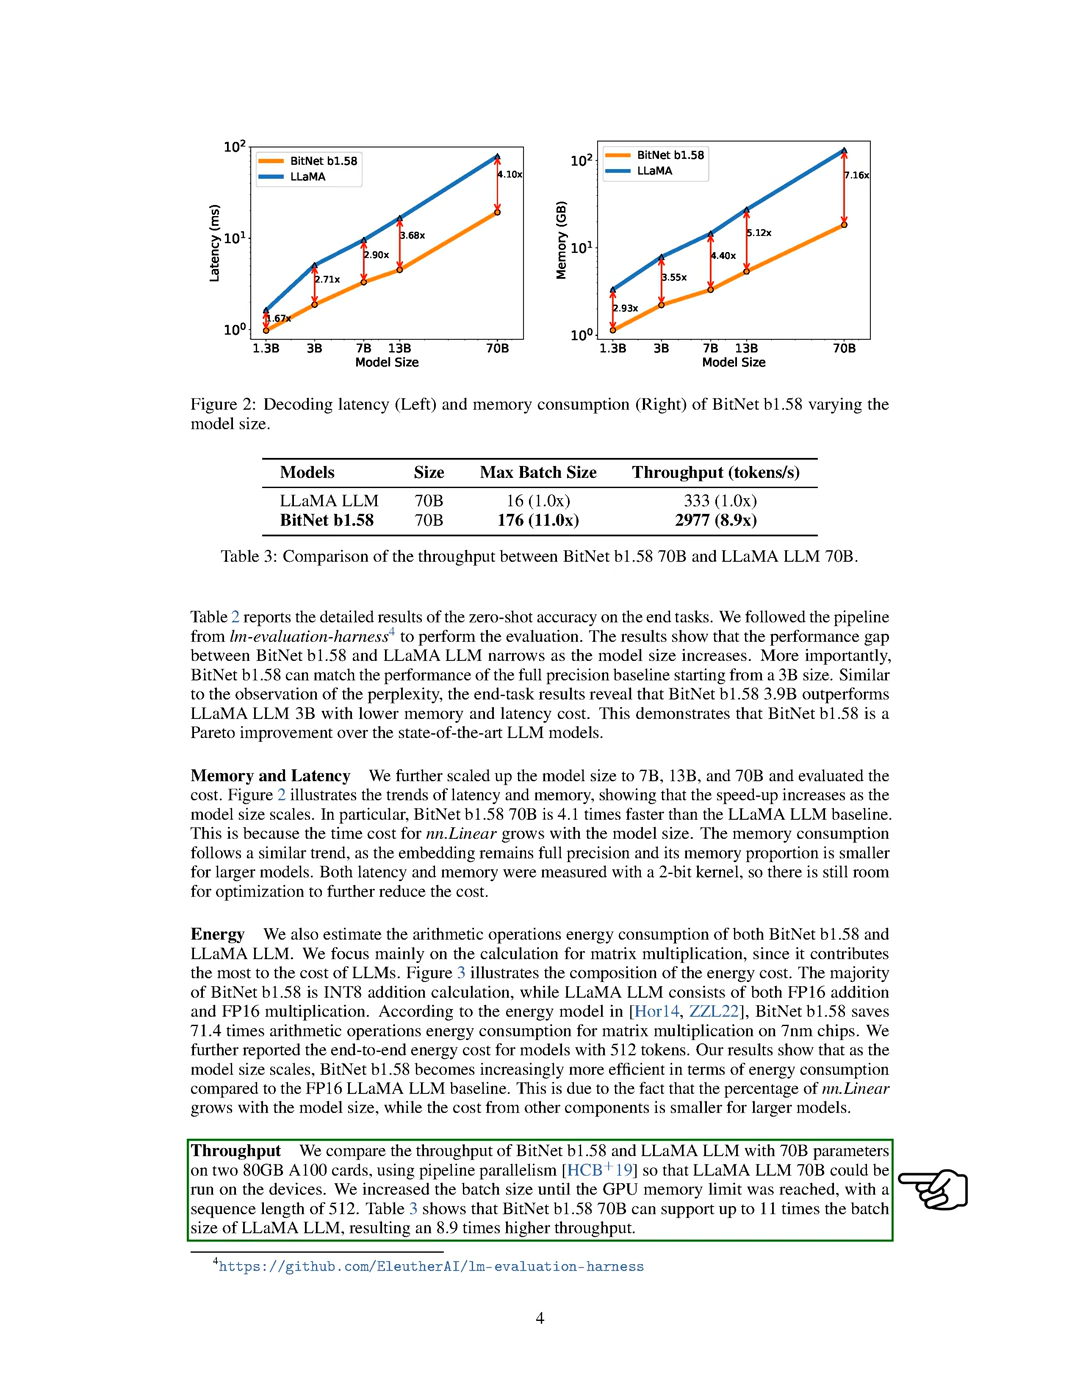 10²
10¹
10⁰
Latency (ms)
BitNet b1.58
LLaMA
1.67x
2.71x
2.90x
3.68x
4.10x
1.3B 3B 7B 13B 70B
Model Size
10²
10¹
10⁰
Memory (GB)
BitNet b1.58
LLaMA
2.93x
3.55x
4.40x
5.12x
7.16x
1.3B 3B 7B 13B 70B
Model Size
Figure 2: Decoding latency (Left) and memory consumption (Right) of BitNet b1.58 varying the
model size.
Models Size Max Batch Size Throughput (tokens/s)
LLaMA LLM 70B 16 (1.0x) 333 (1.0x)
BitNet b1.58 70B 176 (11.0x) 2977 (8.9x)
Table 3: Comparison of the throughput between BitNet b1.58 70B and LLaMA LLM 70B.
Table 2 reports the detailed results of the zero-shot accuracy on the end tasks. We followed the pipeline
from lm-evaluation-harness⁴ to perform the evaluation. The results show that the performance gap
between BitNet b1.58 and LLaMA LLM narrows as the model size increases. More importantly,
BitNet b1.58 can match the performance of the full precision baseline starting from a 3B size. Similar
to the observation of the perplexity, the end-task results reveal that BitNet b1.58 3.9B outperforms
LLaMA LLM 3B with lower memory and latency cost. This demonstrates that BitNet b1.58 is a
Pareto improvement over the state-of-the-art LLM models.
Memory and Latency We further scaled up the model size to 7B, 13B, and 70B and evaluated the
cost. Figure 2 illustrates the trends of latency and memory, showing that the speed-up increases as the
model size scales. In particular, BitNet b1.58 70B is 4.1 times faster than the LLaMA LLM baseline.
This is because the time cost for nn.Linear grows with the model size. The memory consumption
follows a similar trend, as the embedding remains full precision and its memory proportion is smaller
for larger models. Both latency and memory were measured with a 2-bit kernel, so there is still room
for optimization to further reduce the cost.
Energy We also estimate the arithmetic operations energy consumption of both BitNet b1.58 and
LLaMA LLM. We focus mainly on the calculation for matrix multiplication, since it contributes
the most to the cost of LLMs. Figure 3 illustrates the composition of the energy cost. The majority
of BitNet b1.58 is INT8 addition calculation, while LLaMA LLM consists of both FP16 addition
and FP16 multiplication. According to the energy model in [Hor14, ZZL22], BitNet b1.58 saves
71.4 times arithmetic operations energy consumption for matrix multiplication on 7nm chips. We
further reported the end-to-end energy cost for models with 512 tokens. Our results show that as the
model size scales, BitNet b1.58 becomes increasingly more efficient in terms of energy consumption
compared to the FP16 LLaMA LLM baseline. This is due to the fact that the percentage of nn.Linear
grows with the model size, while the cost from other components is smaller for larger models.
Throughput We compare the throughput of BitNet b1.58 and LLaMA LLM with 70B parameters
on two 80GB A100 cards, using pipeline parallelism [HCB⁺19] so that LLaMA LLM 70B could be
run on the devices. We increased the batch size until the GPU memory limit was reached, with a
sequence length of 512. Table 3 shows that BitNet b1.58 70B can support up to 11 times the batch
size of LLaMA LLM, resulting an 8.9 times higher throughput.
⁴https://github.com/EleutherAI/lm-evaluation-harness
4